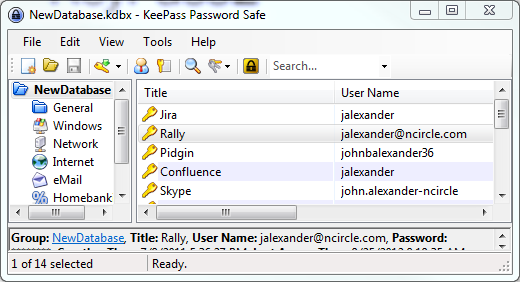 NewDatabase.kdbx - KeePass Password Safe
File Edit View Tools Help
Search...
NewDatabase
General
Windows
Network
Internet
eMail
Homebank
Title User Name
Jira jalexander
Rally jalexander@ncircle.com
Pidgin johnbalexander36
Confluence jalexander
Skype john.alexander-ncircle
Group: NewDatabase, Title: Rally, User Name: jalexander@ncircle.com, Password:
1 of 14 selected Ready.